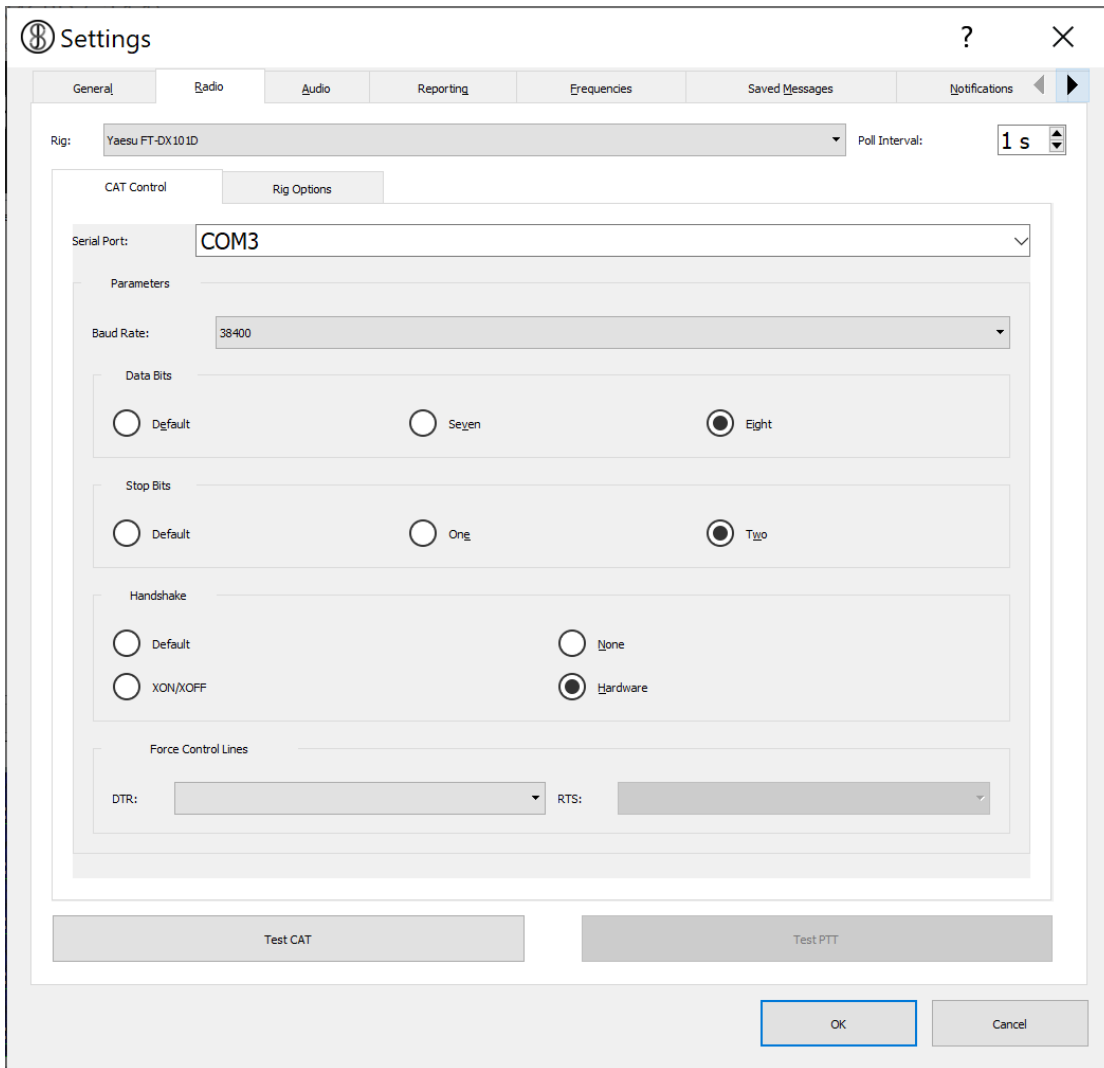 Settings
?
General Radio Audio Reporting Frequencies Saved Messages Notifications
Rig: Yaesu FT-DX101D Poll Interval: 1 s
CAT Control Rig Options
Serial Port: COM3
Parameters
Baud Rate: 38400
Data Bits
Default Seven Eight
Stop Bits
Default One Two
Handshake
Default None
XON/XOFF Hardware
Force Control Lines
DTR: RTS:
Test CAT Test PTT
OK Cancel